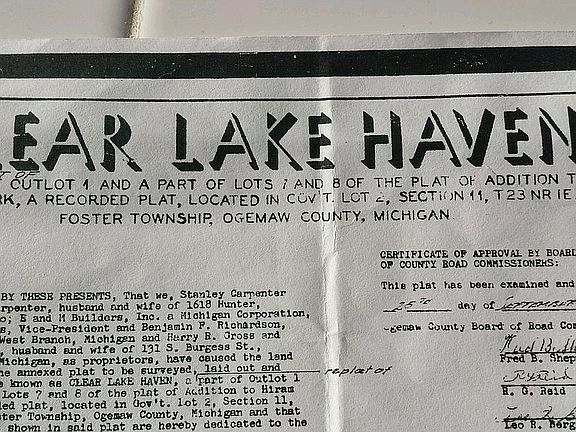 EAR LAKE HAVEN
OF
OUTLOT 1 AND A PART OF LOTS 7 AND 8 OF THE PLAT OF ADDITION T
RK, A RECORDED PLAT, LOCATED IN GOV'T. LOT 2, SECTION 11, T 23 N R 1 E.
FOSTER TOWNSHIP, OGEMAW COUNTY, MICHIGAN.
BY THESE PRESENTS, That we, Stanley Carpenter
arpenter, husband and wife of 1618 Hunter,
o; E and M Builders, Inc. a Michigan Corporation,
s, Vice-President and Benjamin F. Richardson,
West Branch, Michigan and Harry R. Gross and
, husband and wife of 131 S. Burgess St.,
Michigan, as proprietors, have caused the land
he annexed plat to be surveyed, laid out and replat of
e known as CLEAR LAKE HAVEN, a part of Outlot 1
Lots 7 and 8 of the plat of Addition to Hiram
ded plat, located in Gov't. Lot 2, Section 11,
ster Township, Ogemaw County, Michigan and that
s shown in said plat are hereby dedicated to the
CERTIFICATE OF APPROVAL BY BOARD
OF COUNTY ROAD COMMISSIONERS:
This plat has been examined and
25th day of September
gemaw County Board of Road Com
Fred B. Shep
R. G. Reid
Leo R. Berg